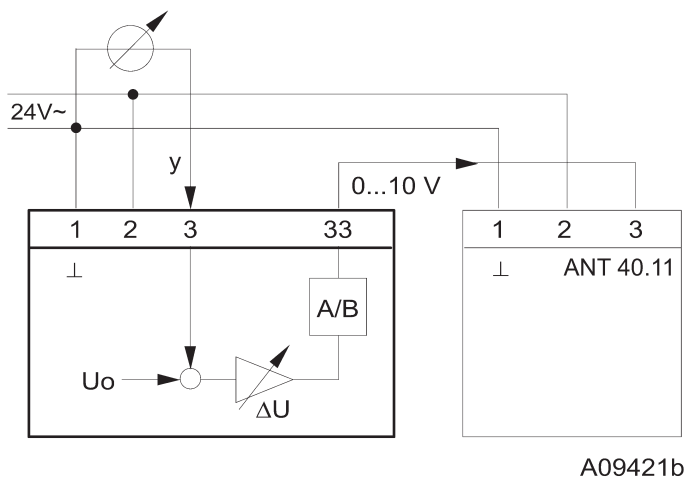 24V~
y
0...10 V
1 2 3 33
1 2 3
⊥
⊥ ANT 40.11
A/B
Uo
ΔU
A09421b